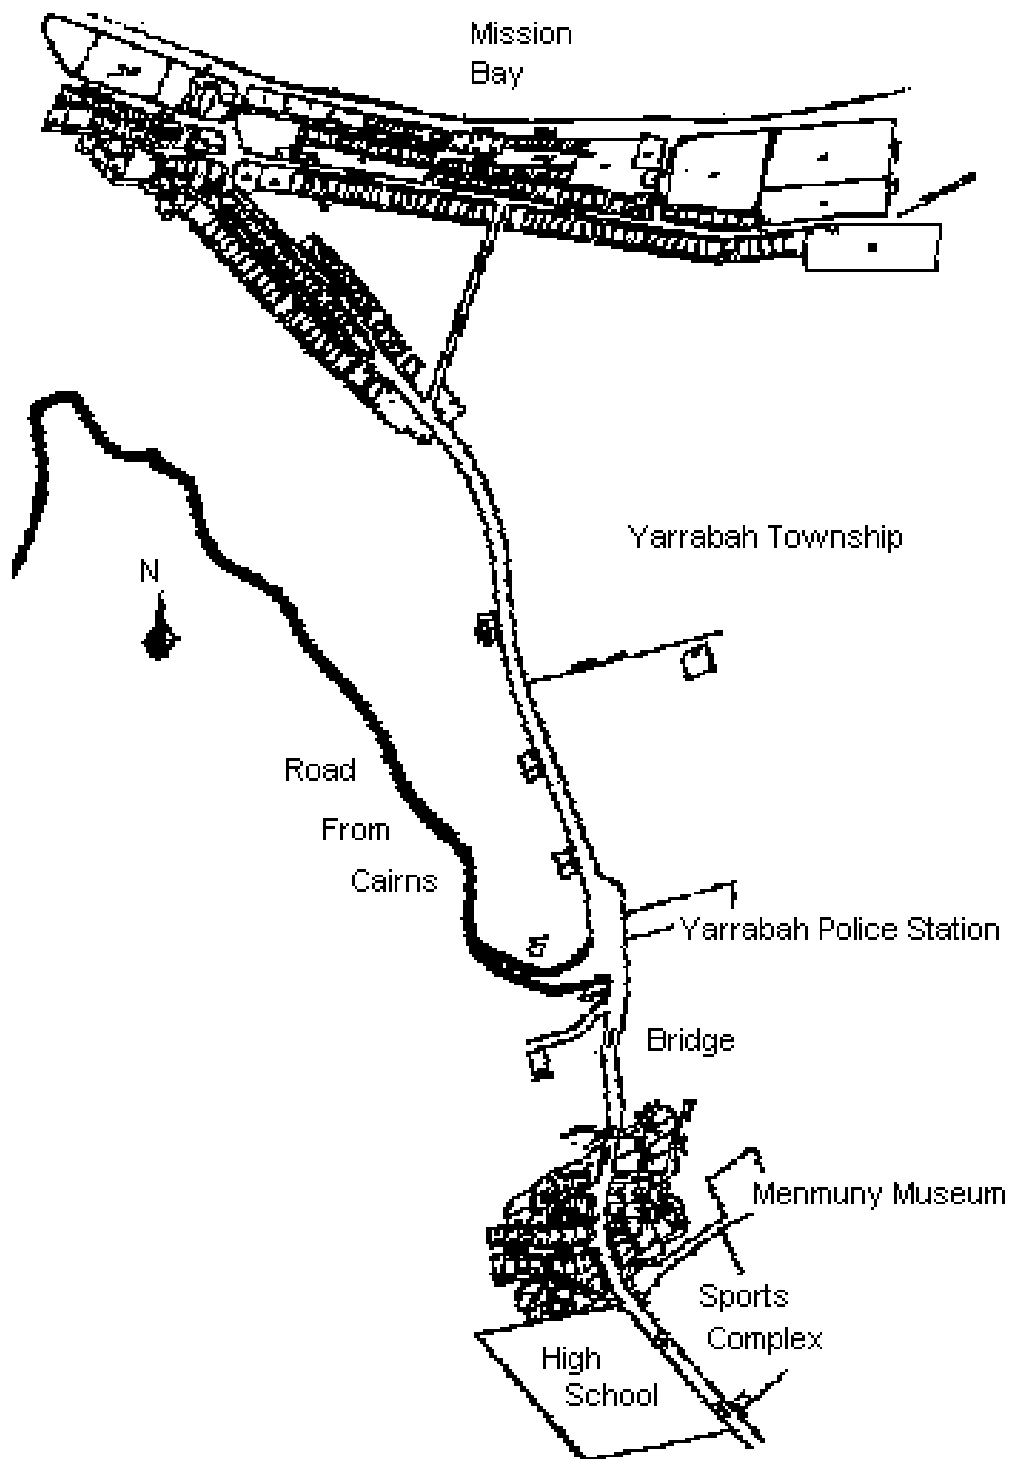 Mission
Bay
Yarrabah Township
N
Road
From
Cairns
Yarrabah Police Station
Bridge
Menmuny Museum
Sports
Complex
High
School